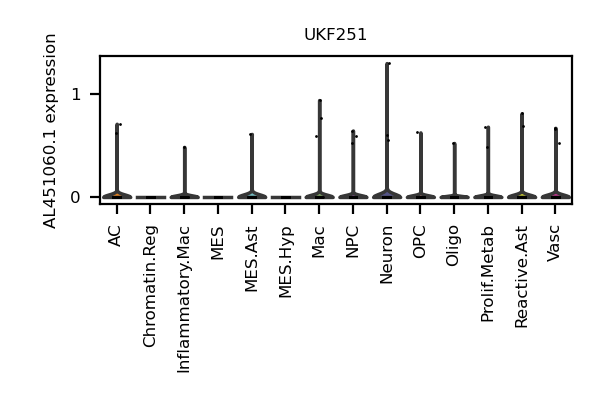 UKF251
AL451060.1 expression
1
0
AC
Chromatin.Reg
Inflammatory.Mac
MES
MES.Ast
MES.Hyp
Mac
NPC
Neuron
OPC
Oligo
Prolif.Metab
Reactive.Ast
Vasc